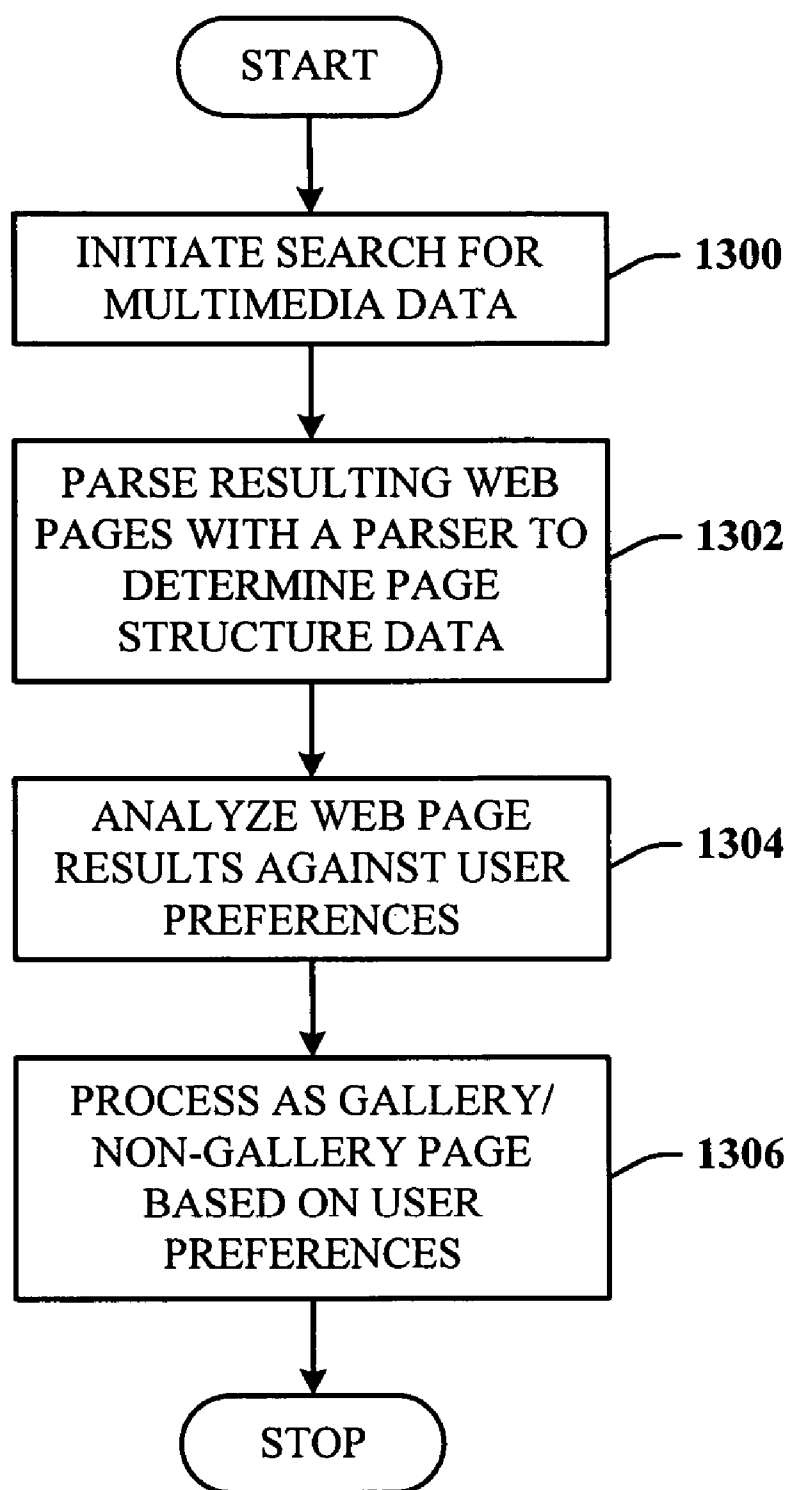 START
INITIATE SEARCH FOR
MULTIMEDIA DATA
1300
PARSE RESULTING WEB
PAGES WITH A PARSER TO
DETERMINE PAGE
STRUCTURE DATA
1302
ANALYZE WEB PAGE
RESULTS AGAINST USER
PREFERENCES
1304
PROCESS AS GALLERY/
NON-GALLERY PAGE
BASED ON USER
PREFERENCES
1306
STOP